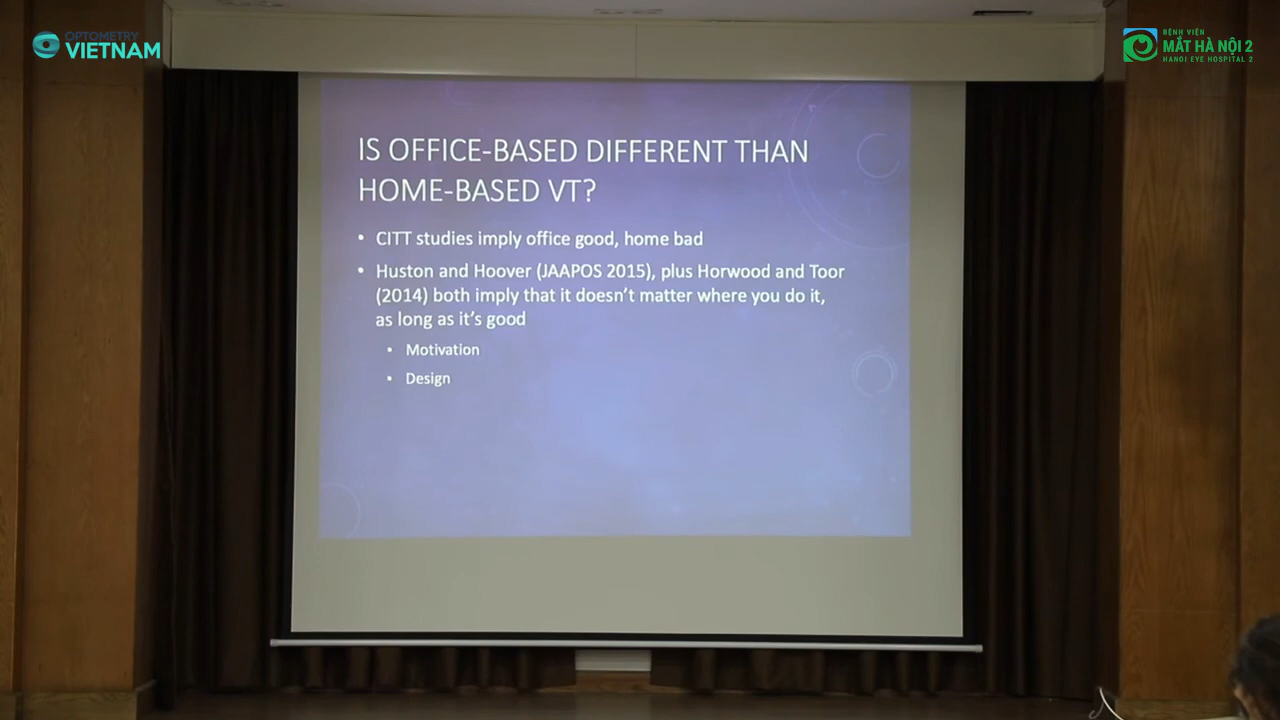 OPTOMETRY
VIETNAM
BỆNH VIỆN
MẮT HÀ NỘI 2
HANOI EYE HOSPITAL 2
IS OFFICE-BASED DIFFERENT THAN
HOME-BASED VT?
• CITT studies imply office good, home bad
• Huston and Hoover (JAAPOS 2015), plus Horwood and Toor
(2014) both imply that it doesn't matter where you do it,
as long as it's good
• Motivation
• Design